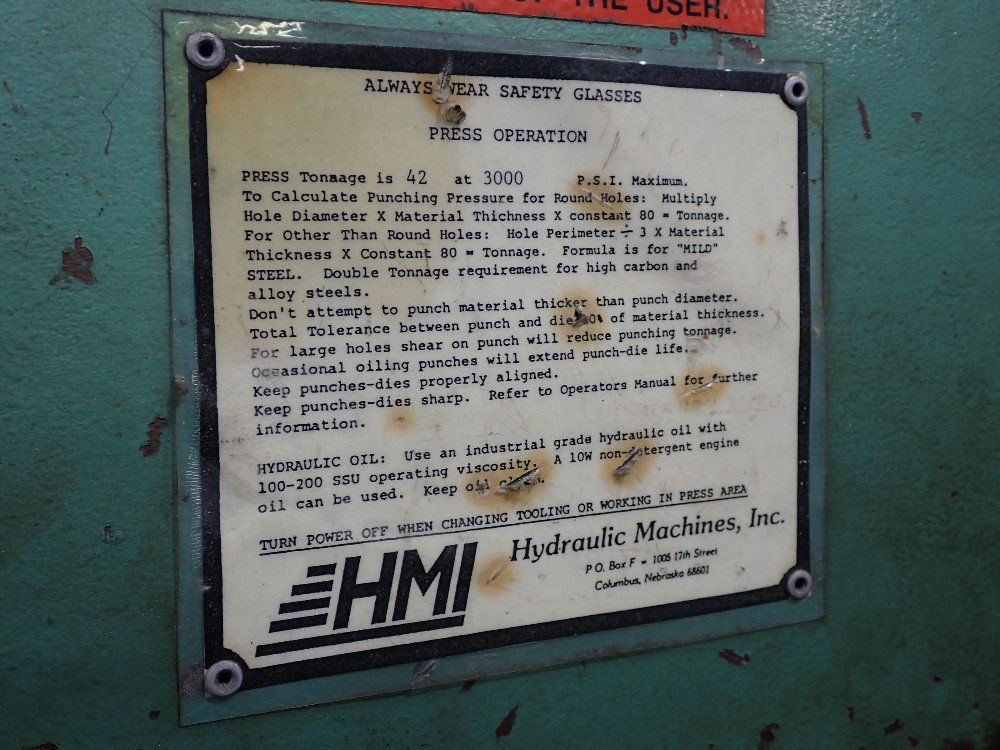 OF THE USER.
ALWAYS WEAR SAFETY GLASSES
PRESS OPERATION
PRESS Tonnage is 42 at 3000 P.S.I. Maximum.
To Calculate Punching Pressure for Round Holes: Multiply
Hole Diameter X Material Thichness X constant 80 = Tonnage.
For Other Than Round Holes: Hole Perimeter ÷ 3 X Material
Thickness X Constant 80 = Tonnage. Formula is for "MILD"
STEEL. Double Tonnage requirement for high carbon and
alloy steels.
Don't attempt to punch material thicker than punch diameter.
Total Tolerance between punch and die % of material thickness.
For large holes shear on punch will reduce punching tonnage.
Occasional oiling punches will extend punch-die life.
Keep punches-dies properly aligned.
Keep punches-dies sharp. Refer to Operators Manual for further
information.
HYDRAULIC OIL: Use an industrial grade hydraulic oil with
100-200 SSU operating viscosity. A 10W non-detergent engine
oil can be used. Keep oil clean.
TURN POWER OFF WHEN CHANGING TOOLING OR WORKING IN PRESS AREA
HMI Hydraulic Machines, Inc.
P.O. Box F - 1006 17th Street
Columbus, Nebraska 68601